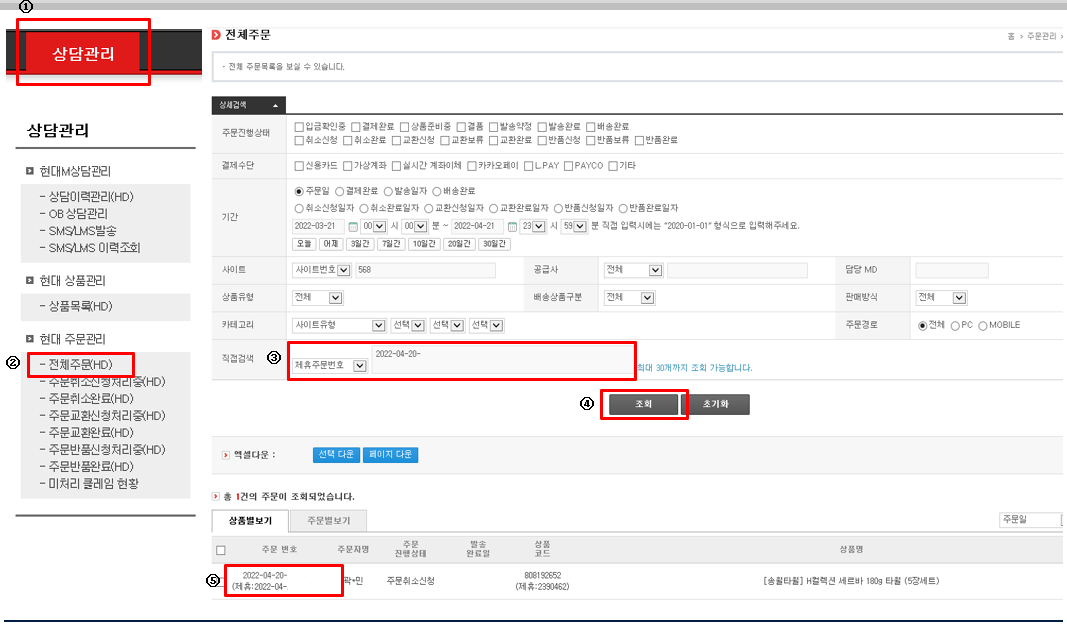 ①
상담관리
상담관리
현대M상담관리
- 상담이력관리(HD)
- OB 상담관리
- SMS/LMS발송
- SMS/LMS 이력조회
현대 상품관리
- 상품목록(HD)
현대 주문관리
② - 전체주문(HD)
- 주문취소신청처리중(HD)
- 주문취소완료(HD)
- 주문교환신청처리중(HD)
- 주문교환완료(HD)
- 주문반품신청처리중(HD)
- 주문반품완료(HD)
- 미처리 클레임 현황
전체주문
홈 › 주문관리 ›
· 전체 주문목록을 보실 수 있습니다.
상세검색 ▲
주문진행상태 입금확인중 결제완료 상품준비중 결품 발송약정 발송완료 배송완료
취소신청 취소완료 교환신청 교환보류 교환완료 반품신청 반품보류 반품완료
결제수단 신용카드 가상계좌 실시간 계좌이체 카카오페이 L.PAY PAYCO 기타
기간 주문일 결제완료 발송일자 배송완료
취소신청일자 취소완료일자 교환신청일자 교환완료일자 반품신청일자 반품완료일자
2022-03-21 00 시 00 분 ~ 2022-04-21 23 시 59 분 직접 입력시에는 "2020-01-01" 형식으로 입력해주세요.
오늘 어제 3일간 7일간 10일간 20일간 30일간
사이트 사이트번호 568 공급사 전체 담당 MD
상품유형 전체 배송상품구분 전체 판매방식 전체
카테고리 사이트유형 선택 선택 선택 주문경로 전체 PC MOBILE
직접검색 ③ 제휴주문번호 2022-04-20- 최대 30개까지 조회 가능합니다.
④ 조회 초기화
엑셀다운 : 선택 다운 페이지 다운
총 1건의 주문이 조회되었습니다.
상품별보기 주문별보기 주문일
주문 번호 주문자명 주문 진행상태 발송 완료일 상품 코드 상품명
⑤ 2022-04-20- 곽*민 주문취소신청 808192652 [송월타월] H컬렉션 세르바 180g 타월 (5장세트)
(제휴:2022-04- (제휴:2390462)